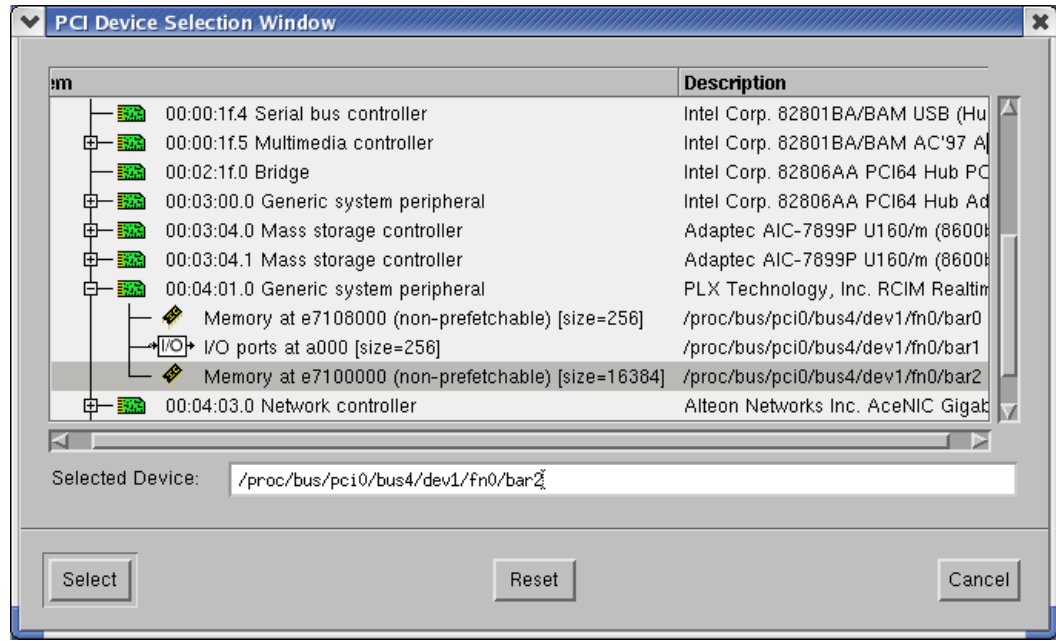 PCI Device Selection Window
em Description
00:00:1f.4 Serial bus controller Intel Corp. 82801BA/BAM USB (Hu
00:00:1f.5 Multimedia controller Intel Corp. 82801BA/BAM AC'97 A
00:02:1f.0 Bridge Intel Corp. 82806AA PCI64 Hub PC
00:03:00.0 Generic system peripheral Intel Corp. 82806AA PCI64 Hub Ad
00:03:04.0 Mass storage controller Adaptec AIC-7899P U160/m (8600b
00:03:04.1 Mass storage controller Adaptec AIC-7899P U160/m (8600b
00:04:01.0 Generic system peripheral PLX Technology, Inc. RCIM Realtim
Memory at e7108000 (non-prefetchable) [size=256] /proc/bus/pci0/bus4/dev1/fn0/bar0
I/O I/O ports at a000 [size=256] /proc/bus/pci0/bus4/dev1/fn0/bar1
Memory at e7100000 (non-prefetchable) [size=16384] /proc/bus/pci0/bus4/dev1/fn0/bar2
00:04:03.0 Network controller Alteon Networks Inc. AceNIC Gigab
Selected Device: /proc/bus/pci0/bus4/dev1/fn0/bar2
Select Reset Cancel